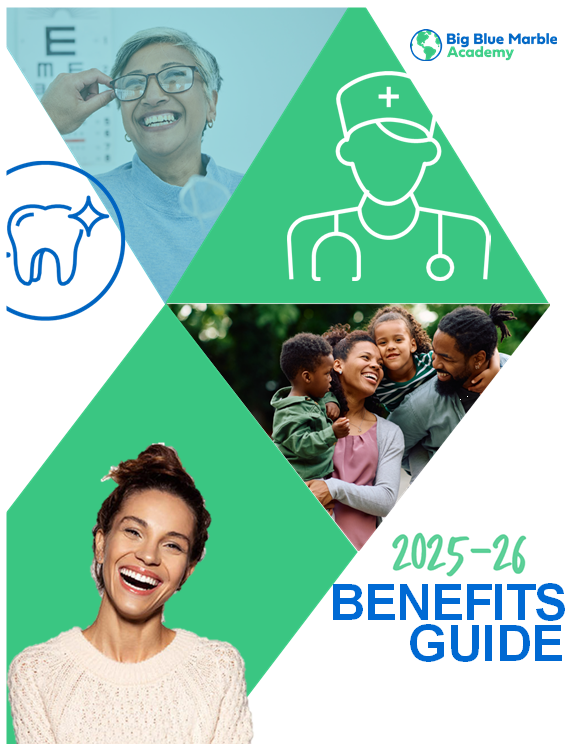 Big Blue Marble
Academy
E
M E
2025-26
BENEFITS
GUIDE